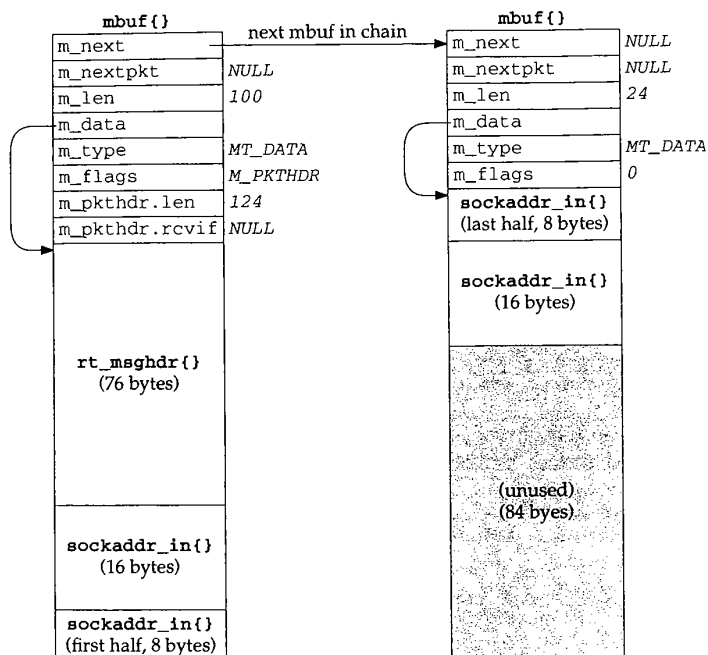 mbuf{}
m_next
m_nextpkt NULL
m_len 100
m_data
m_type MT_DATA
m_flags M_PKTHDR
m_pkthdr.len 124
m_pkthdr.rcvif NULL
rt_msghdr{}
(76 bytes)
sockaddr_in{}
(16 bytes)
sockaddr_in{}
(first half, 8 bytes)
next mbuf in chain
mbuf{}
m_next NULL
m_nextpkt NULL
m_len 24
m_data
m_type MT_DATA
m_flags 0
sockaddr_in{}
(last half, 8 bytes)
sockaddr_in{}
(16 bytes)
(unused)
(84 byes)